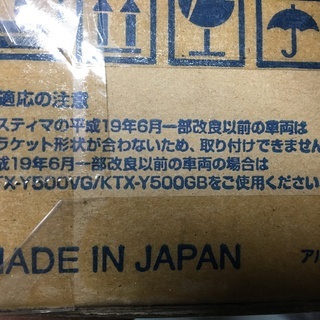 適応の注意
スティマの平成19年6月一部改良以前の車両は
ラケット形状が合わないため、取り付けできません
成19年6月一部改良以前の車両の場合は
TX-Y500VG/KTX-Y500GBをご使用ください
MADE IN JAPAN
アル